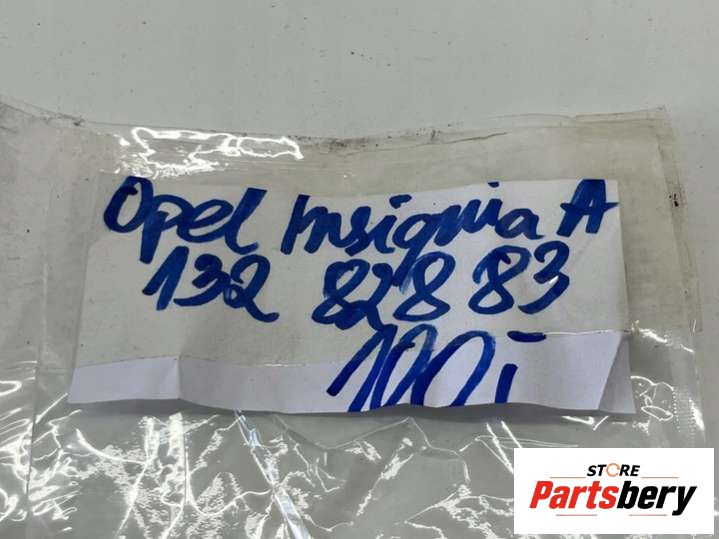 Opel Insignia A
132 828 83
100,-
STORE
Partsbery